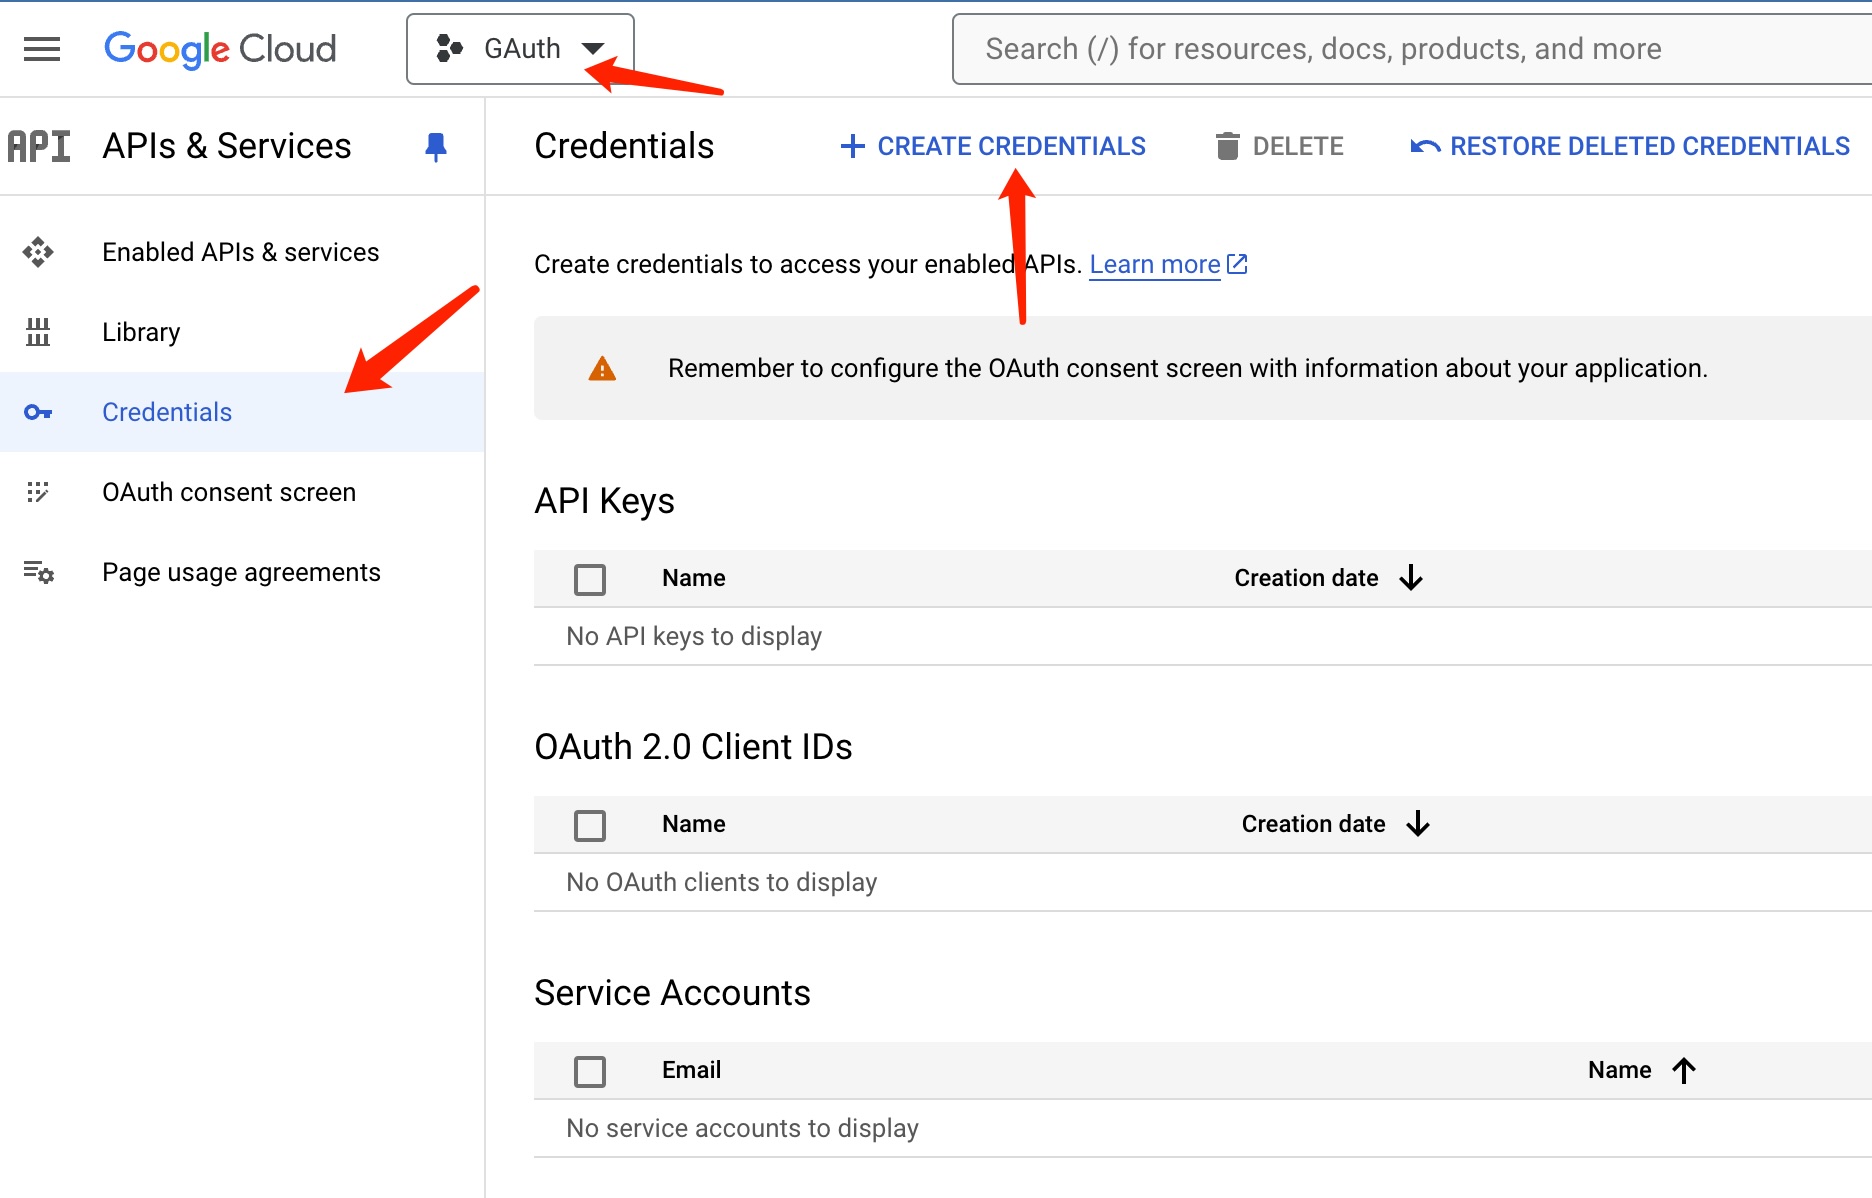 Google Cloud
GAuth
Search (/) for resources, docs, products, and more
API
APIs & Services
Credentials
CREATE CREDENTIALS
DELETE
RESTORE DELETED CREDENTIALS
Enabled APIs & services
Library
Credentials
OAuth consent screen
Page usage agreements
Create credentials to access your enabled APIs. Learn more
Remember to configure the OAuth consent screen with information about your application.
API Keys
Name Creation date
No API keys to display
OAuth 2.0 Client IDs
Name Creation date
No OAuth clients to display
Service Accounts
Email Name
No service accounts to display